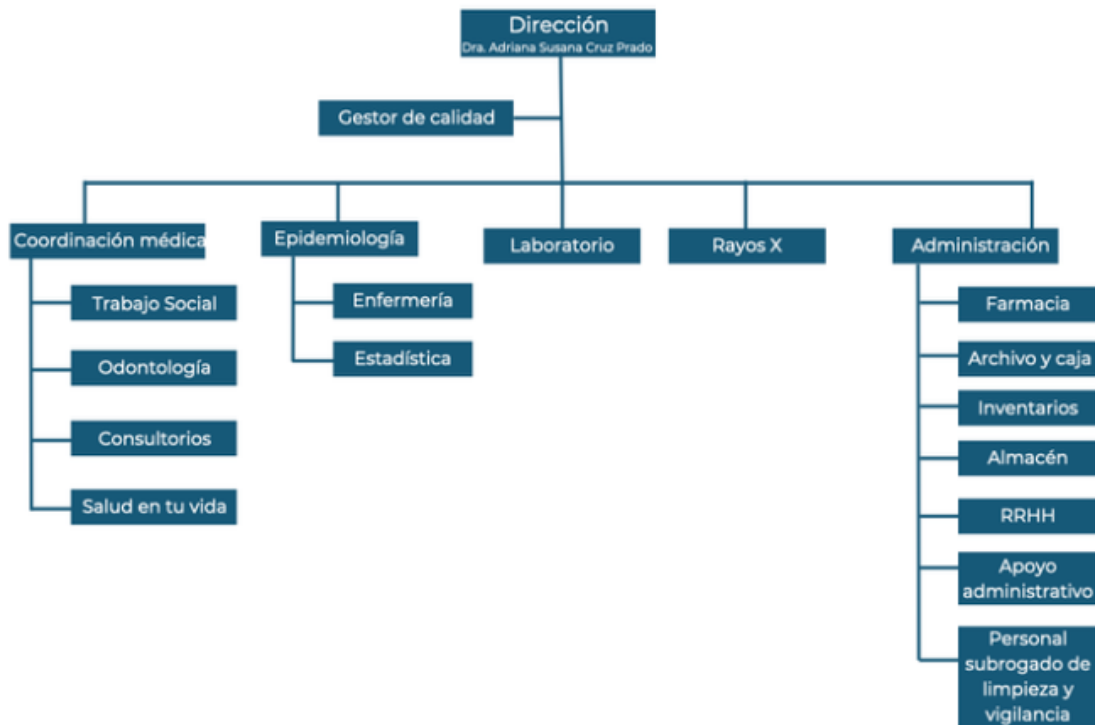 Dirección
Dra. Adriana Susana Cruz Prado
Gestor de calidad
Coordinación médica
Epidemiología
Laboratorio
Rayos X
Administración
Trabajo Social
Odontología
Consultorios
Salud en tu vida
Enfermería
Estadística
Farmacia
Archivo y caja
Inventarios
Almacén
RRHH
Apoyo
administrativo
Personal
subrogado de
limpieza y
vigilancia